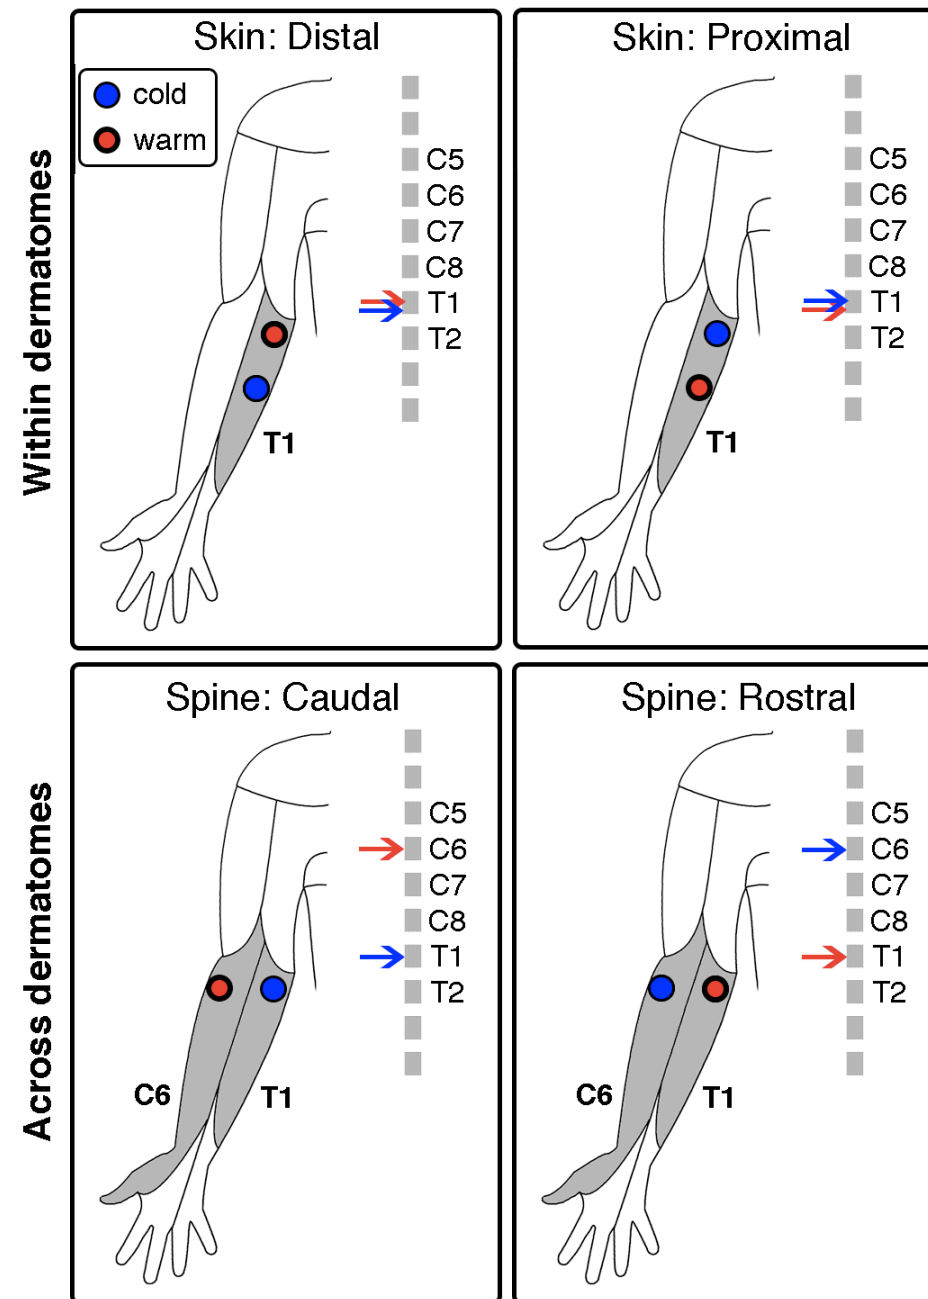 Skin: Distal
cold
warm
C5
C6
C7
C8
T1
T2
T1
Skin: Proximal
C5
C6
C7
C8
T1
T2
T1
Within dermatomes
Spine: Caudal
C5
C6
C7
C8
T1
T2
C6 T1
Spine: Rostral
C5
C6
C7
C8
T1
T2
C6 T1
Across dermatomes